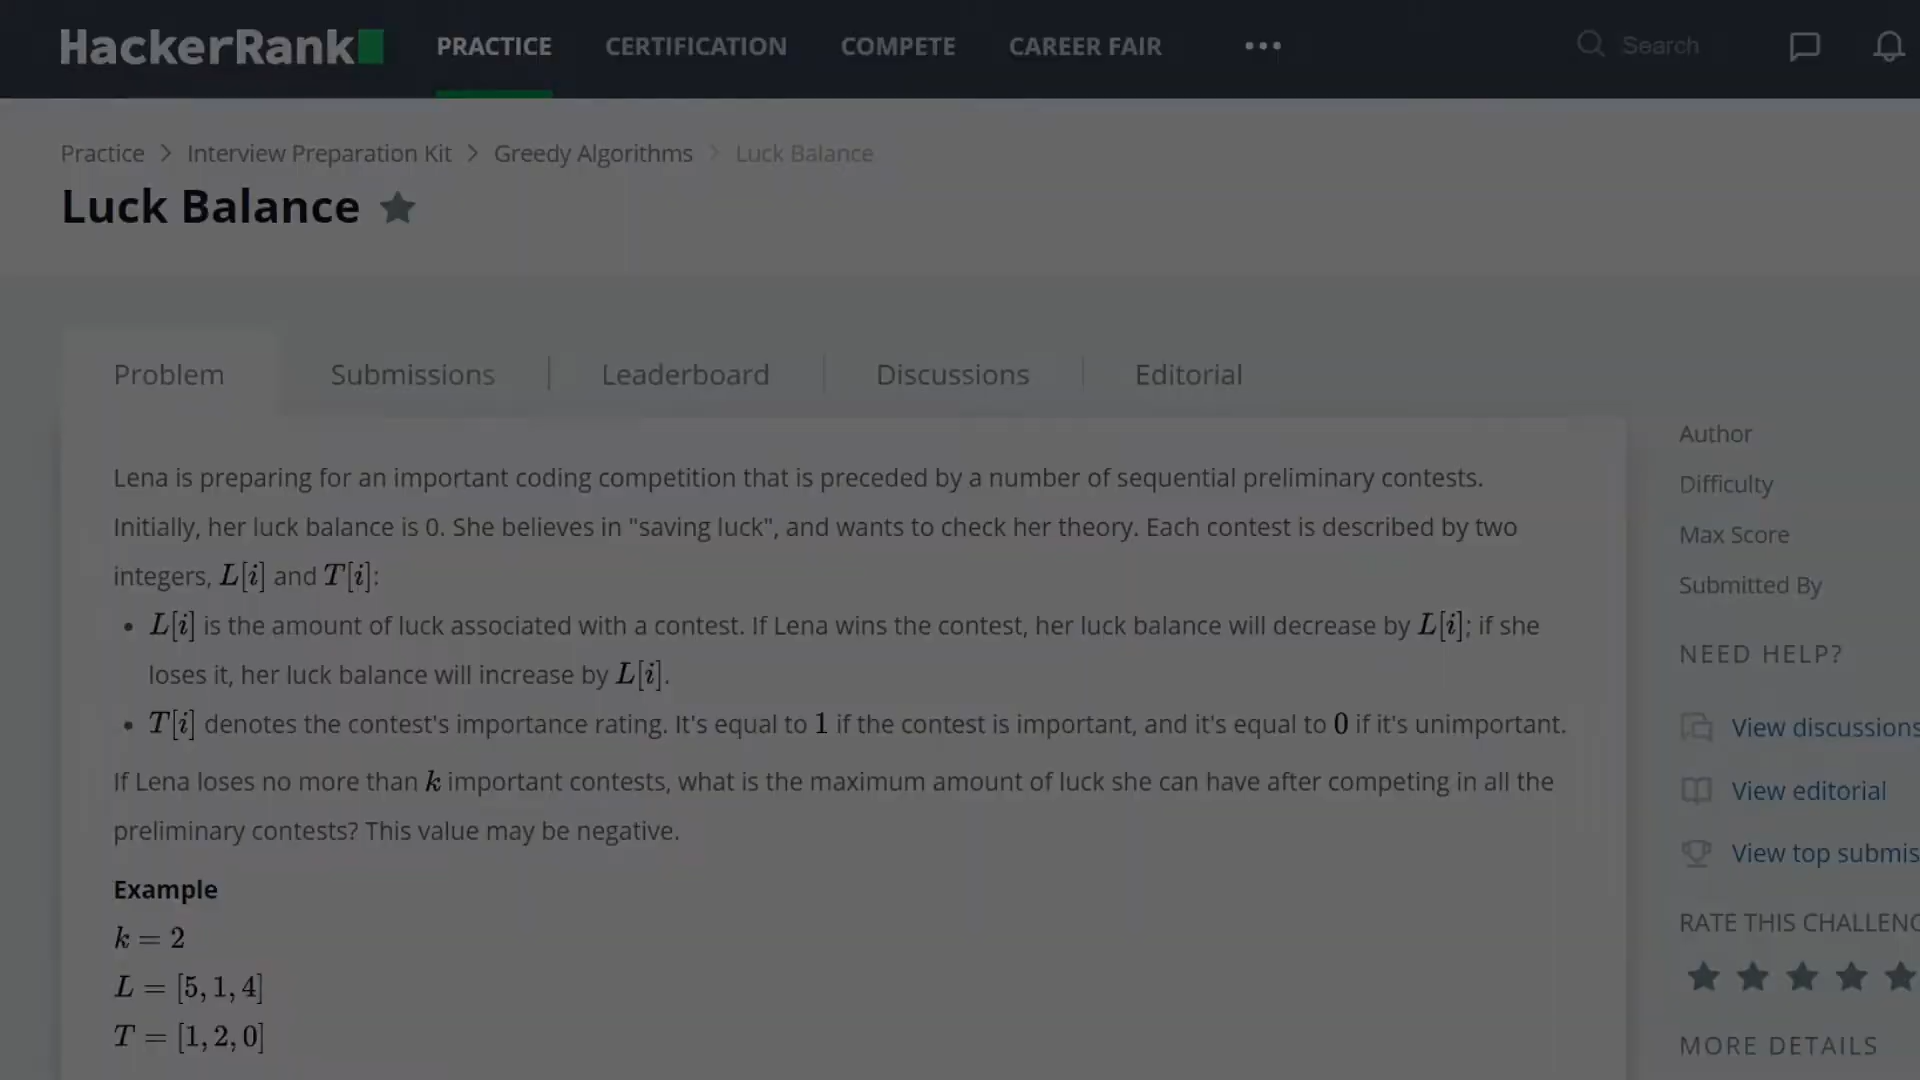 HackerRank
PRACTICE
CERTIFICATION
COMPETE
CAREER FAIR
Search
Practice > Interview Preparation Kit > Greedy Algorithms > Luck Balance
Luck Balance
Problem
Submissions
Leaderboard
Discussions
Editorial
Lena is preparing for an important coding competition that is preceded by a number of sequential preliminary contests.
Initially, her luck balance is 0. She believes in "saving luck", and wants to check her theory. Each contest is described by two
integers, L[i] and T[i]:
• L[i] is the amount of luck associated with a contest. If Lena wins the contest, her luck balance will decrease by L[i]; if she
loses it, her luck balance will increase by L[i].
• T[i] denotes the contest's importance rating. It's equal to 1 if the contest is important, and it's equal to 0 if it's unimportant.
If Lena loses no more than k important contests, what is the maximum amount of luck she can have after competing in all the
preliminary contests? This value may be negative.
Example
k = 2
L = [5, 1, 4]
T = [1, 2, 0]
Author
Difficulty
Max Score
Submitted By
NEED HELP?
View discussions
View editorial
View top submis
RATE THIS CHALLENG
MORE DETAILS